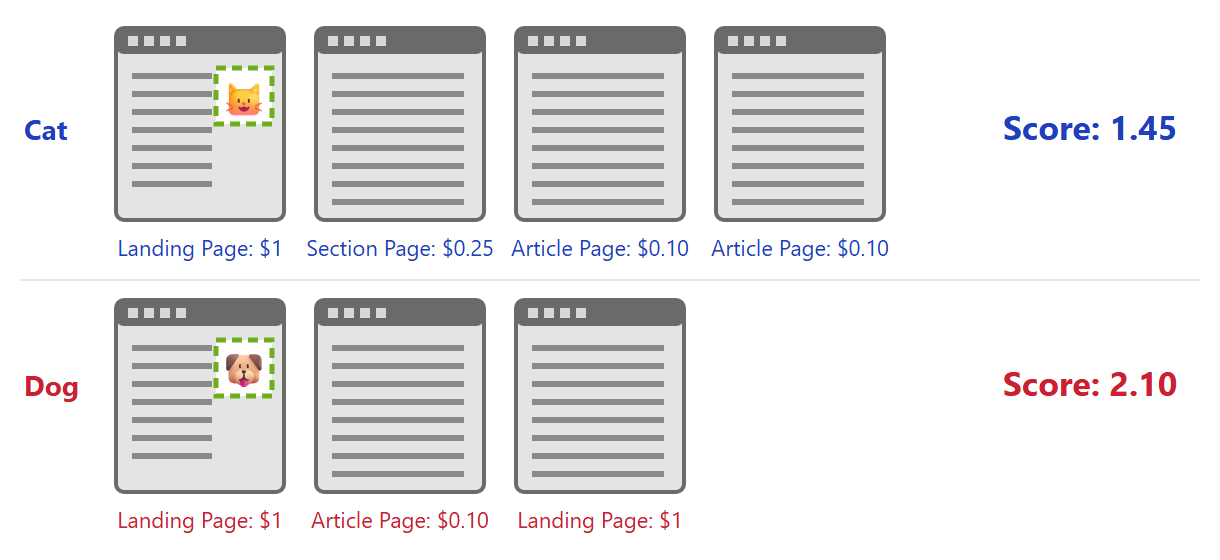 Cat
Score: 1.45
Landing Page: $1
Section Page: $0.25
Article Page: $0.10
Article Page: $0.10
Dog
Score: 2.10
Landing Page: $1
Article Page: $0.10
Landing Page: $1